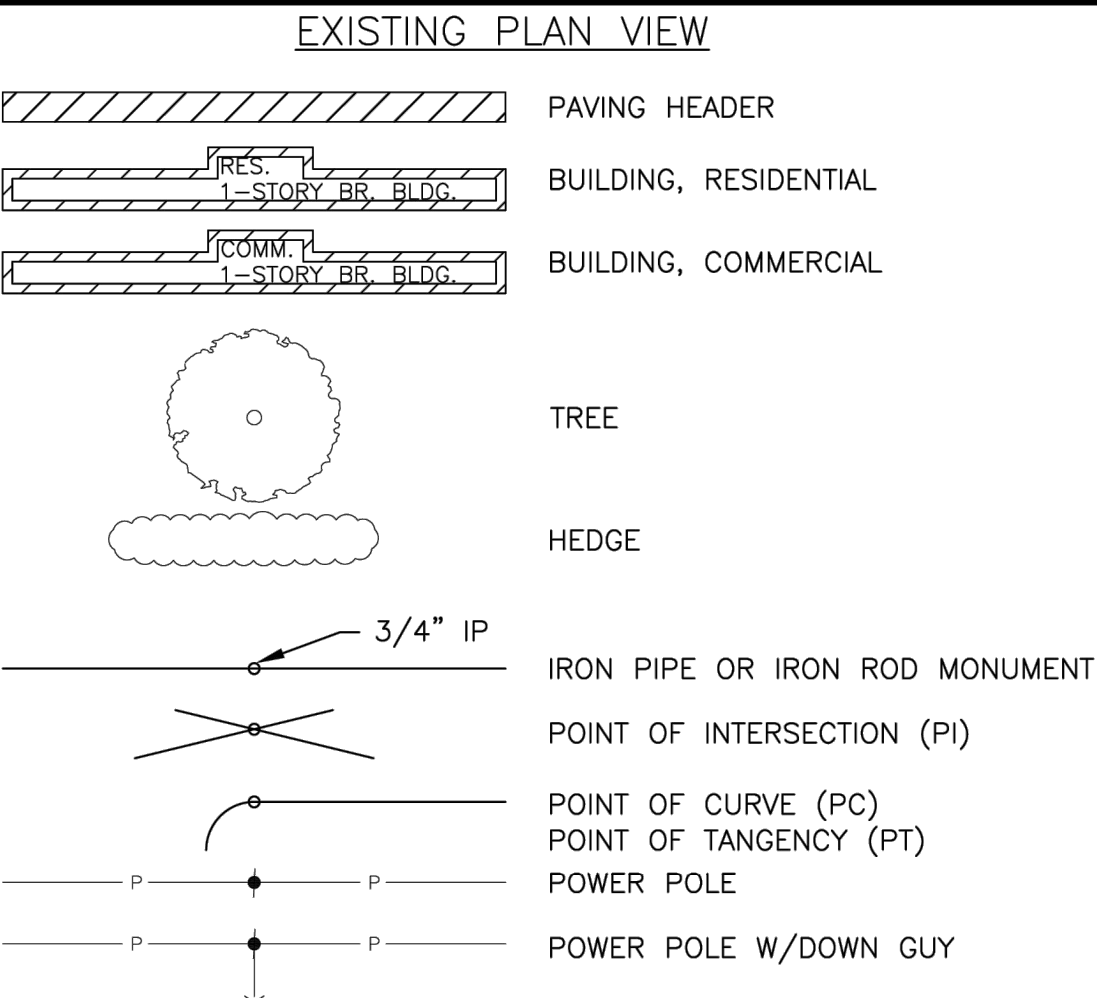 EXISTING PLAN VIEW
PAVING HEADER
RES.
1-STORY BR. BLDG.
BUILDING, RESIDENTIAL
COMM.
1-STORY BR. BLDG.
BUILDING, COMMERCIAL
TREE
HEDGE
3/4" IP
IRON PIPE OR IRON ROD MONUMENT
POINT OF INTERSECTION (PI)
POINT OF CURVE (PC)
POINT OF TANGENCY (PT)
P P
POWER POLE
P P
POWER POLE W/DOWN GUY